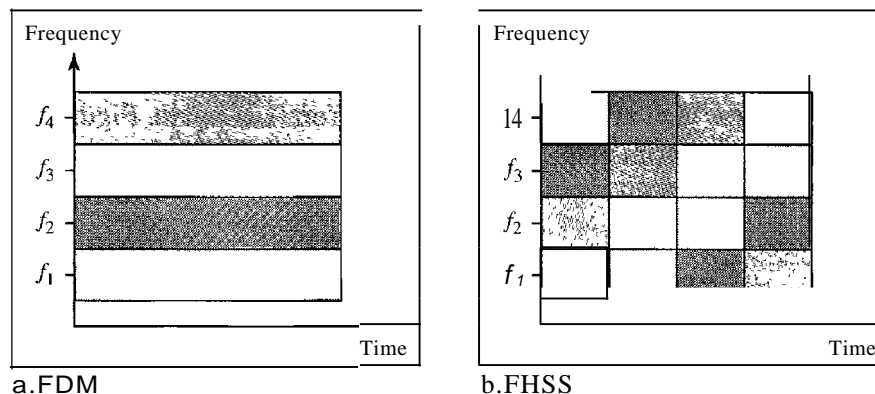 Frequency
f4
f3
f2
f1
Time
a.FDM
Frequency
14
f3
f2
f1
Time
b.FHSS